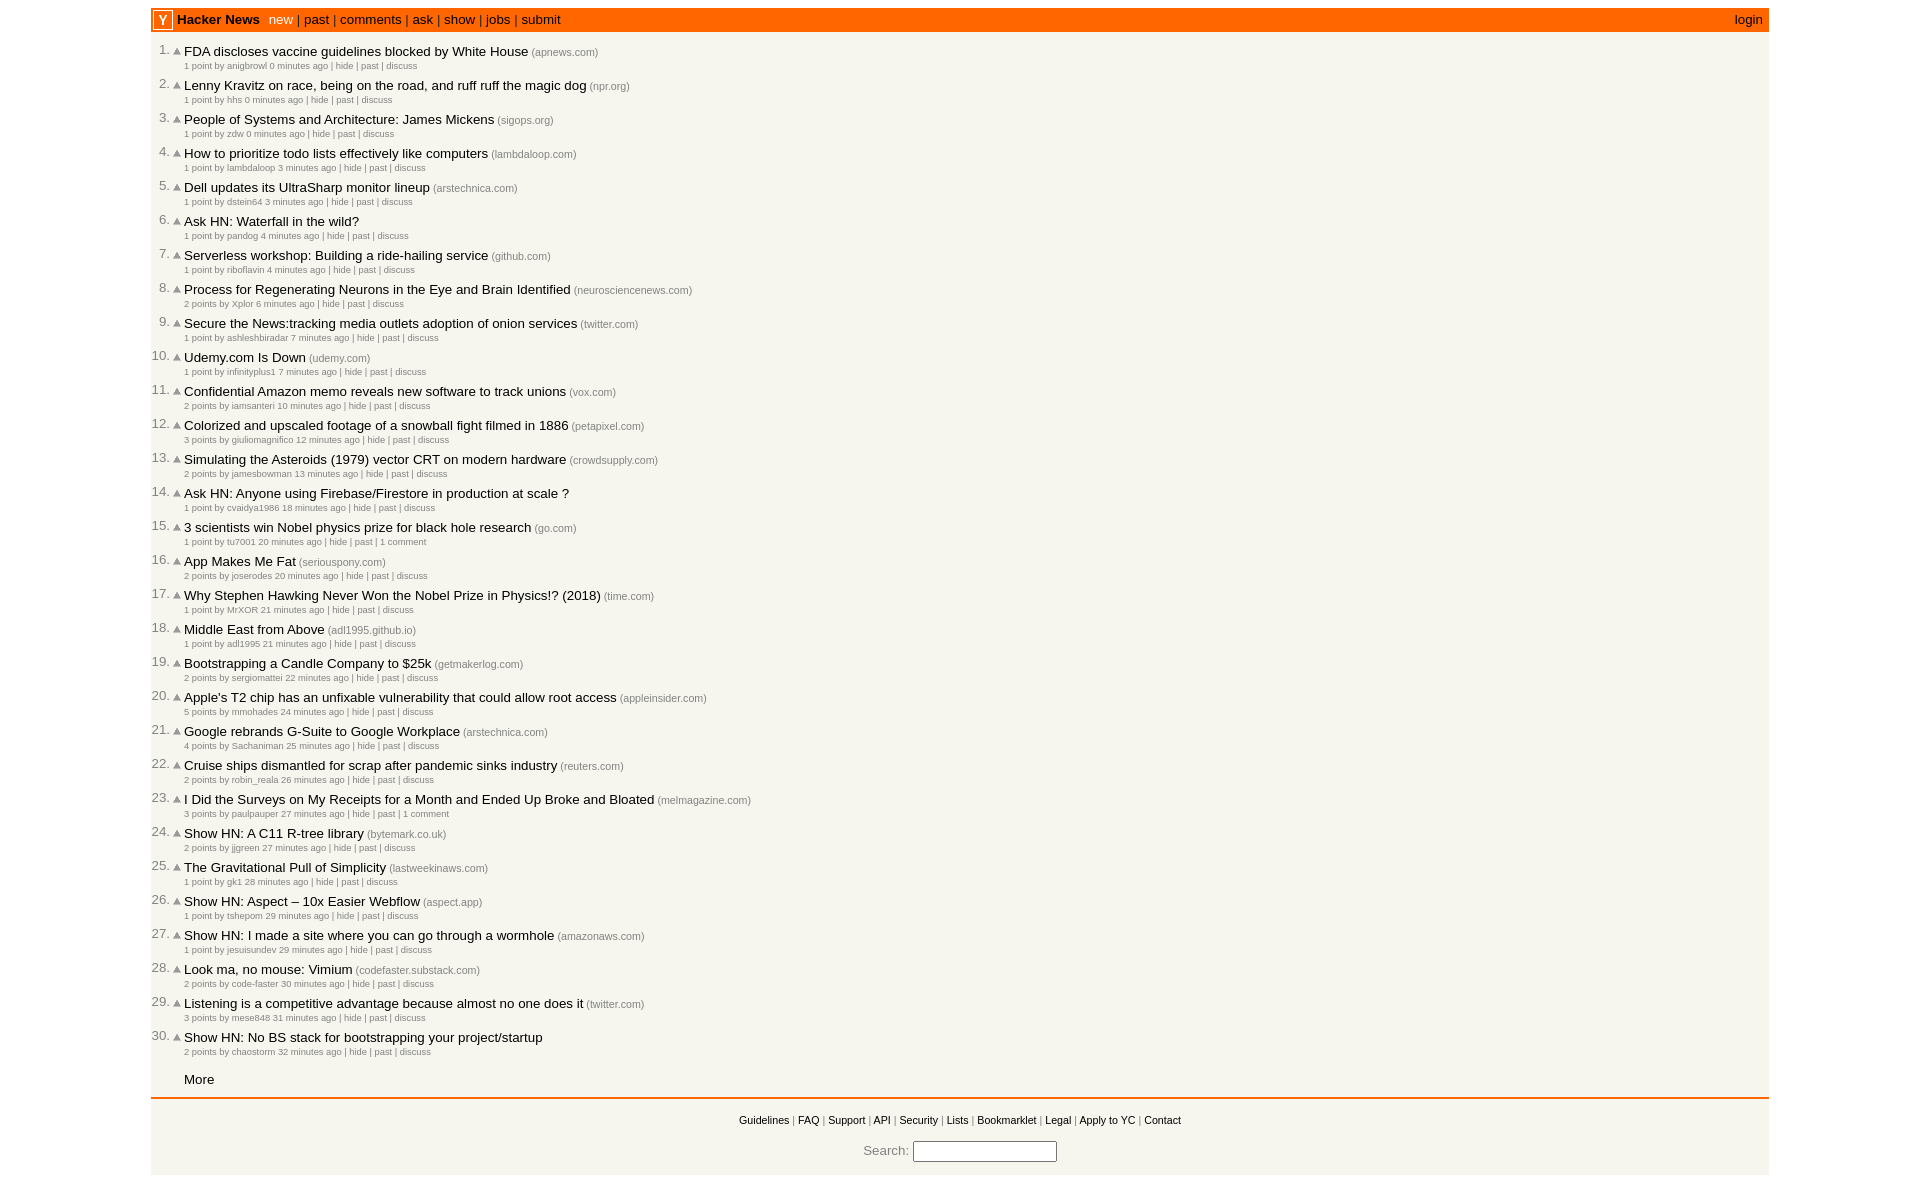 Y Hacker News new | past | comments | ask | show | jobs | submit login
1. FDA discloses vaccine guidelines blocked by White House (apnews.com)
1 point by anigbrowl 0 minutes ago | hide | past | discuss
2. Lenny Kravitz on race, being on the road, and ruff ruff the magic dog (npr.org)
1 point by hhs 0 minutes ago | hide | past | discuss
3. People of Systems and Architecture: James Mickens (sigops.org)
1 point by zdw 0 minutes ago | hide | past | discuss
4. How to prioritize todo lists effectively like computers (lambdaloop.com)
1 point by lambdaloop 3 minutes ago | hide | past | discuss
5. Dell updates its UltraSharp monitor lineup (arstechnica.com)
1 point by dstein64 3 minutes ago | hide | past | discuss
6. Ask HN: Waterfall in the wild?
1 point by pandog 4 minutes ago | hide | past | discuss
7. Serverless workshop: Building a ride-hailing service (github.com)
1 point by riboflavin 4 minutes ago | hide | past | discuss
8. Process for Regenerating Neurons in the Eye and Brain Identified (neurosciencenews.com)
2 points by Xplor 6 minutes ago | hide | past | discuss
9. Secure the News:tracking media outlets adoption of onion services (twitter.com)
1 point by ashleshbiradar 7 minutes ago | hide | past | discuss
10. Udemy.com Is Down (udemy.com)
1 point by infinityplus1 7 minutes ago | hide | past | discuss
11. Confidential Amazon memo reveals new software to track unions (vox.com)
2 points by iamsanteri 10 minutes ago | hide | past | discuss
12. Colorized and upscaled footage of a snowball fight filmed in 1886 (petapixel.com)
3 points by giuliomagnifico 12 minutes ago | hide | past | discuss
13. Simulating the Asteroids (1979) vector CRT on modern hardware (crowdsupply.com)
2 points by jamesbowman 13 minutes ago | hide | past | discuss
14. Ask HN: Anyone using Firebase/Firestore in production at scale ?
1 point by cvaidya1986 18 minutes ago | hide | past | discuss
15. 3 scientists win Nobel physics prize for black hole research (go.com)
1 point by tu7001 20 minutes ago | hide | past | 1 comment
16. App Makes Me Fat (seriouspony.com)
2 points by joserodes 20 minutes ago | hide | past | discuss
17. Why Stephen Hawking Never Won the Nobel Prize in Physics!? (2018) (time.com)
1 point by MrXOR 21 minutes ago | hide | past | discuss
18. Middle East from Above (adl1995.github.io)
1 point by adl1995 21 minutes ago | hide | past | discuss
19. Bootstrapping a Candle Company to $25k (getmakerlog.com)
2 points by sergiomattei 22 minutes ago | hide | past | discuss
20. Apple's T2 chip has an unfixable vulnerability that could allow root access (appleinsider.com)
5 points by mmohades 24 minutes ago | hide | past | discuss
21. Google rebrands G-Suite to Google Workplace (arstechnica.com)
4 points by Sachaniman 25 minutes ago | hide | past | discuss
22. Cruise ships dismantled for scrap after pandemic sinks industry (reuters.com)
2 points by robin_reala 26 minutes ago | hide | past | discuss
23. I Did the Surveys on My Receipts for a Month and Ended Up Broke and Bloated (melmagazine.com)
3 points by paulpauper 27 minutes ago | hide | past | 1 comment
24. Show HN: A C11 R-tree library (bytemark.co.uk)
2 points by jjgreen 27 minutes ago | hide | past | discuss
25. The Gravitational Pull of Simplicity (lastweekinaws.com)
1 point by gk1 28 minutes ago | hide | past | discuss
26. Show HN: Aspect – 10x Easier Webflow (aspect.app)
1 point by tshepom 29 minutes ago | hide | past | discuss
27. Show HN: I made a site where you can go through a wormhole (amazonaws.com)
1 point by jesuisundev 29 minutes ago | hide | past | discuss
28. Look ma, no mouse: Vimium (codefaster.substack.com)
2 points by code-faster 30 minutes ago | hide | past | discuss
29. Listening is a competitive advantage because almost no one does it (twitter.com)
3 points by mese848 31 minutes ago | hide | past | discuss
30. Show HN: No BS stack for bootstrapping your project/startup
2 points by chaostorm 32 minutes ago | hide | past | discuss
More
Guidelines | FAQ | Support | API | Security | Lists | Bookmarklet | Legal | Apply to YC | Contact
Search: